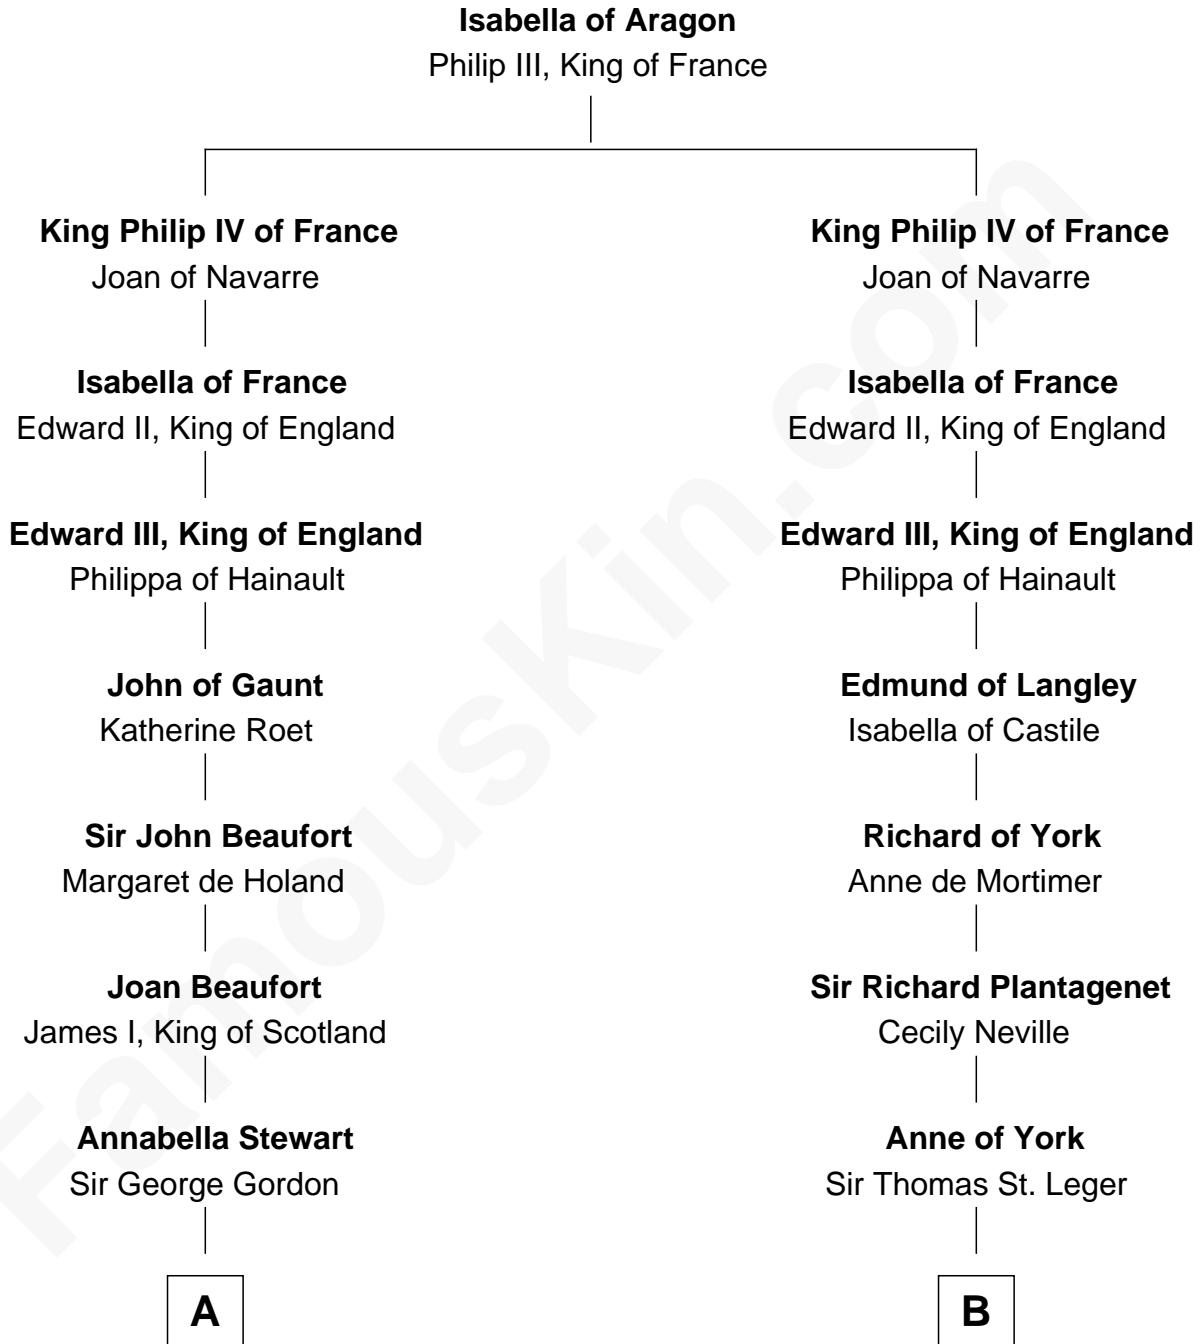 Isabella of Aragon
Philip III, King of France
King Philip IV of France
Joan of Navarre
Isabella of France
Edward II, King of England
Edward III, King of England
Philippa of Hainault
John of Gaunt
Katherine Roet
Sir John Beaufort
Margaret de Holand
Joan Beaufort
James I, King of Scotland
Annabella Stewart
Sir George Gordon
A
King Philip IV of France
Joan of Navarre
Isabella of France
Edward II, King of England
Edward III, King of England
Philippa of Hainault
Edmund of Langley
Isabella of Castile
Richard of York
Anne de Mortimer
Sir Richard Plantagenet
Cecily Neville
Anne of York
Sir Thomas St. Leger
B
FamousKin.com